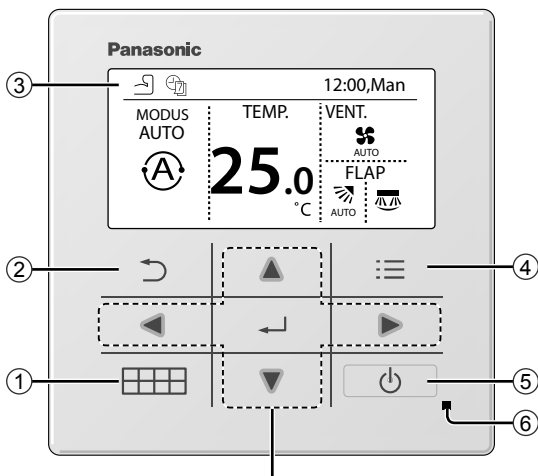 Panasonic
③
12:00,Man
MODUS
AUTO
A
TEMP.
25.0
°C
VENT.
AUTO
FLAP
AUTO
②
④
①
⑤
⑥